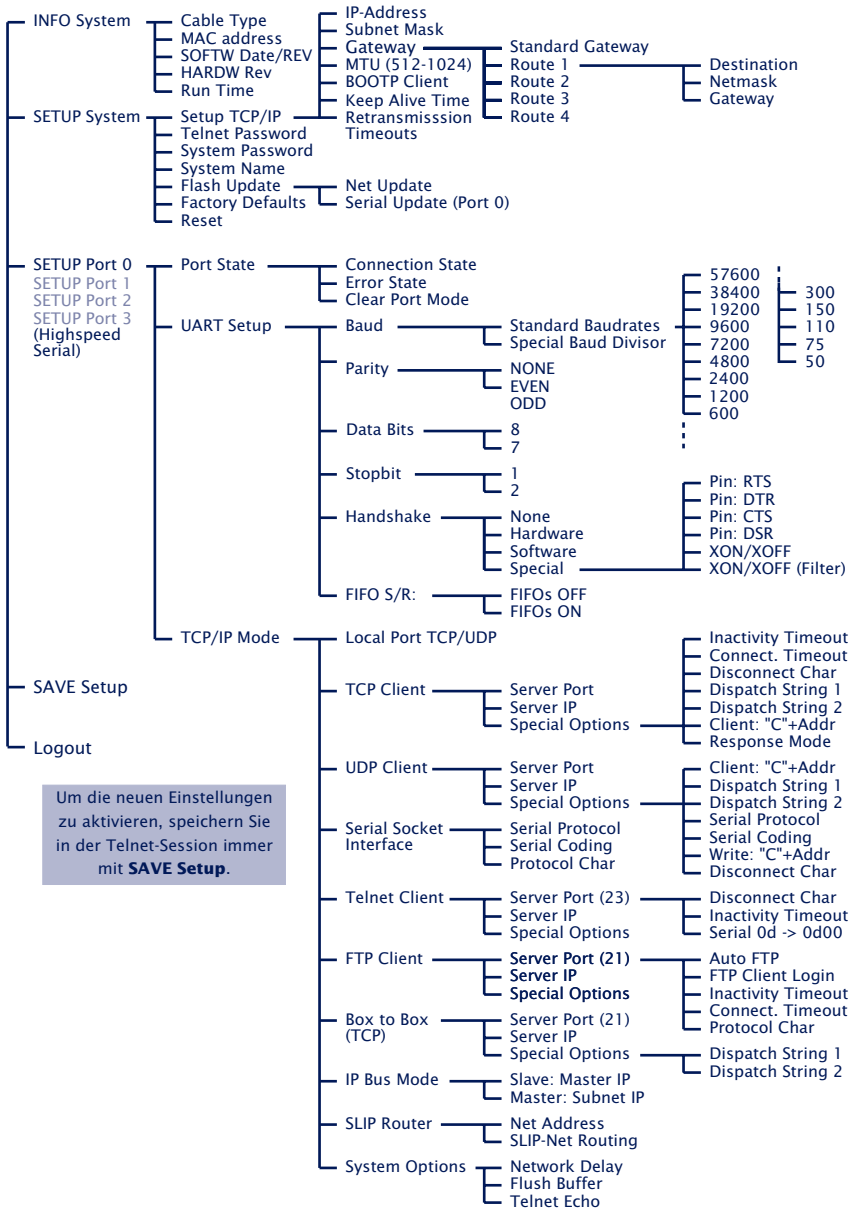 INFO System
Cable Type
MAC address
SOFTW Date/REV
HARDW Rev
Run Time
SETUP System
Setup TCP/IP
IP-Address
Subnet Mask
Gateway
Standard Gateway
Route 1
Destination
Netmask
Gateway
Route 2
Route 3
Route 4
MTU (512-1024)
BOOTP Client
Keep Alive Time
Retransmisssion
Timeouts
Telnet Password
System Password
System Name
Flash Update
Net Update
Serial Update (Port 0)
Factory Defaults
Reset
SETUP Port 0
SETUP Port 1
SETUP Port 2
SETUP Port 3
(Highspeed
Serial)
Port State
Connection State
Error State
Clear Port Mode
UART Setup
Baud
Standard Baudrates
57600
38400
19200
9600
7200
4800
2400
1200
600
300
150
110
75
50
Special Baud Divisor
Parity
NONE
EVEN
ODD
Data Bits
8
7
Stopbit
1
2
Handshake
None
Hardware
Software
Special
Pin: RTS
Pin: DTR
Pin: CTS
Pin: DSR
XON/XOFF
XON/XOFF (Filter)
FIFO S/R:
FIFOs OFF
FIFOs ON
TCP/IP Mode
Local Port TCP/UDP
TCP Client
Server Port
Server IP
Special Options
Inactivity Timeout
Connect. Timeout
Disconnect Char
Dispatch String 1
Dispatch String 2
Client: "C"+Addr
Response Mode
UDP Client
Server Port
Server IP
Special Options
Client: "C"+Addr
Dispatch String 1
Dispatch String 2
Serial Protocol
Serial Coding
Write: "C"+Addr
Disconnect Char
Serial Socket
Interface
Serial Protocol
Serial Coding
Protocol Char
Telnet Client
Server Port (23)
Server IP
Special Options
Disconnect Char
Inactivity Timeout
Serial 0d -> 0d00
FTP Client
Server Port (21)
Server IP
Special Options
Auto FTP
FTP Client Login
Inactivity Timeout
Connect. Timeout
Protocol Char
Box to Box
(TCP)
Server Port (21)
Server IP
Special Options
Dispatch String 1
Dispatch String 2
IP Bus Mode
Slave: Master IP
Master: Subnet IP
SLIP Router
Net Address
SLIP-Net Routing
System Options
Network Delay
Flush Buffer
Telnet Echo
SAVE Setup
Logout
Um die neuen Einstellungen
zu aktivieren, speichern Sie
in der Telnet-Session immer
mit SAVE Setup.